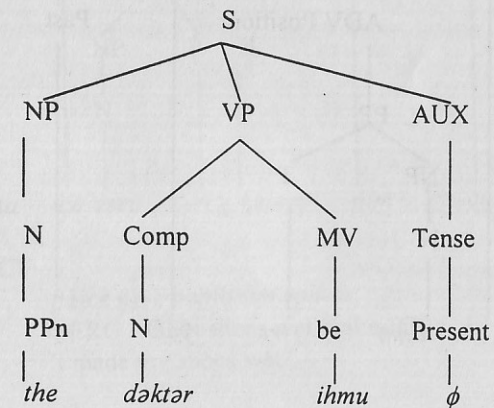 S
NP VP AUX
N Comp MV Tense
PPn N be Present
the dəktər ihmu ϕ